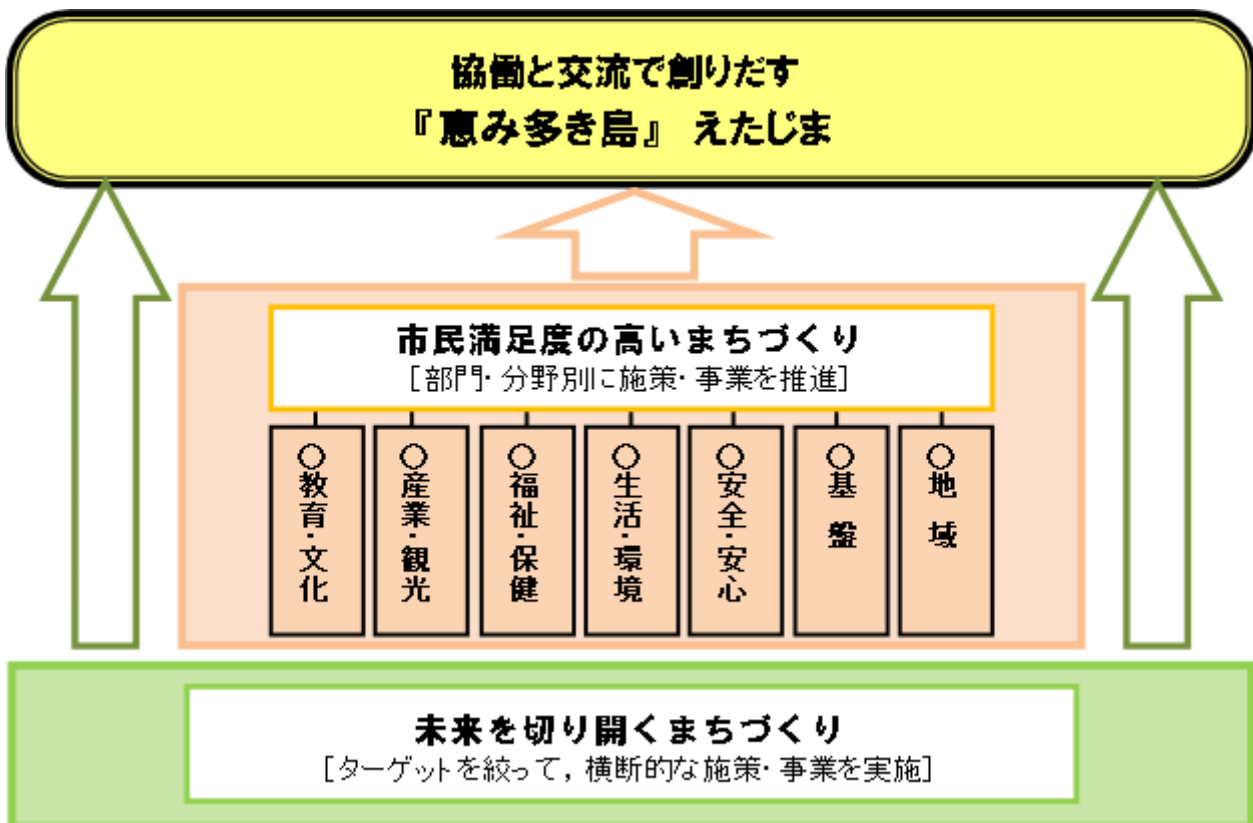 協働と交流で創りだす
『恵み多き島』 えたじま
市民満足度の高いまちづくり
[部門・分野別に施策・事業を推進]
○教育・文化
○産業・観光
○福祉・保健
○生活・環境
○安全・安心
○基 盤
○地 域
未来を切り開くまちづくり
[ターゲットを絞って，横断的な施策・事業を実施]